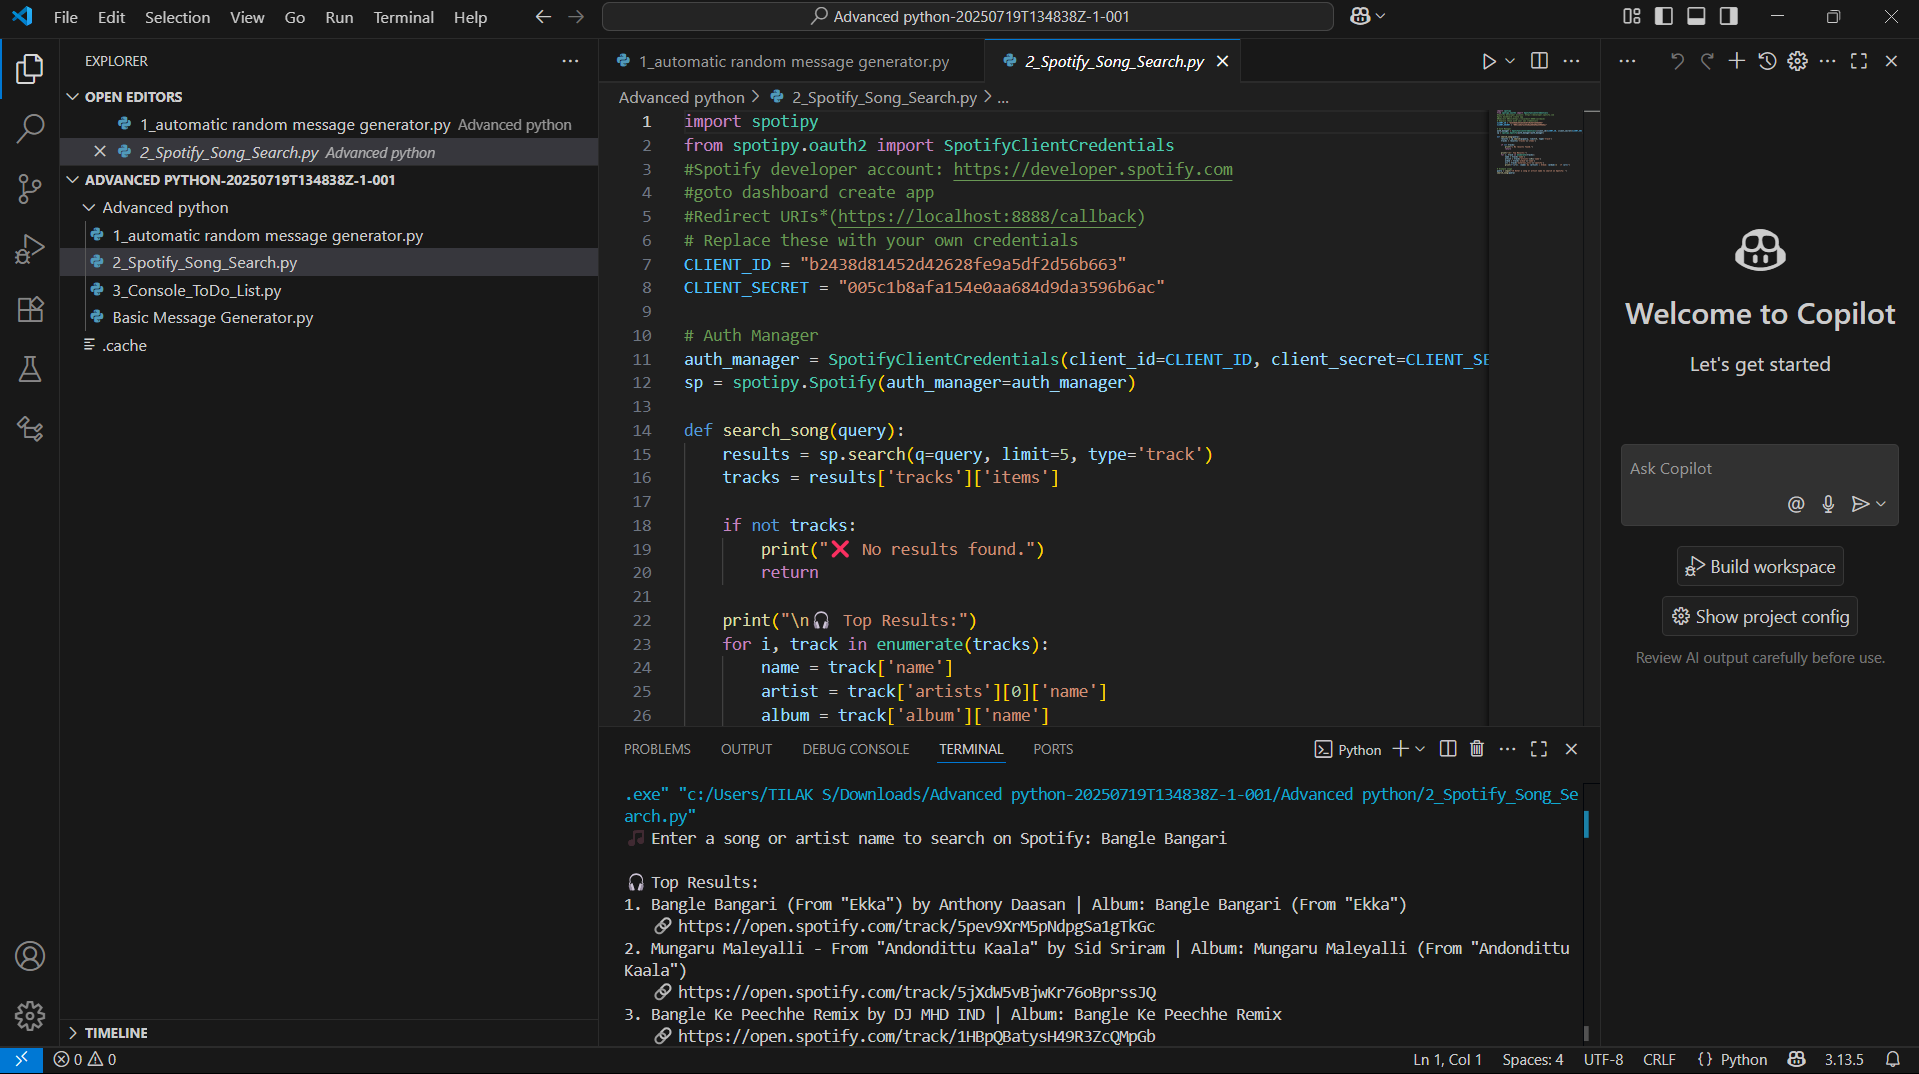 File Edit Selection View Go Run Terminal Help
Advanced python-20250719T134838Z-1-001
EXPLORER
OPEN EDITORS
1_automatic random message generator.py Advanced python
2_Spotify_Song_Search.py Advanced python
ADVANCED PYTHON-20250719T134838Z-1-001
Advanced python
1_automatic random message generator.py
2_Spotify_Song_Search.py
3_Console_ToDo_List.py
Basic Message Generator.py
.cache
TIMELINE
1_automatic random message generator.py
2_Spotify_Song_Search.py
Advanced python > 2_Spotify_Song_Search.py > ...
1 import spotipy
2 from spotipy.oauth2 import SpotifyClientCredentials
3 #Spotify developer account: https://developer.spotify.com
4 #goto dashboard create app
5 #Redirect URIs*(https://localhost:8888/callback)
6 # Replace these with your own credentials
7 CLIENT_ID = "b2438d81452d42628fe9a5df2d56b663"
8 CLIENT_SECRET = "005c1b8afa154e0aa684d9da3596b6ac"
9
10 # Auth Manager
11 auth_manager = SpotifyClientCredentials(client_id=CLIENT_ID, client_secret=CLIENT_SE
12 sp = spotipy.Spotify(auth_manager=auth_manager)
13
14 def search_song(query):
15 results = sp.search(q=query, limit=5, type='track')
16 tracks = results['tracks']['items']
17
18 if not tracks:
19 print("❌ No results found.")
20 return
21
22 print("\n🎧 Top Results:")
23 for i, track in enumerate(tracks):
24 name = track['name']
25 artist = track['artists'][0]['name']
26 album = track['album']['name']
PROBLEMS OUTPUT DEBUG CONSOLE TERMINAL PORTS
Python
.exe" "c:/Users/TILAK S/Downloads/Advanced python-20250719T134838Z-1-001/Advanced python/2_Spotify_Song_Se
arch.py"
🎵 Enter a song or artist name to search on Spotify: Bangle Bangari
🎧 Top Results:
1. Bangle Bangari (From "Ekka") by Anthony Daasan | Album: Bangle Bangari (From "Ekka")
🔗 https://open.spotify.com/track/5pev9XrM5pNdpgSa1gTkGc
2. Mungaru Maleyalli - From "Andondittu Kaala" by Sid Sriram | Album: Mungaru Maleyalli (From "Andondittu
Kaala")
🔗 https://open.spotify.com/track/5jXdW5vBjwKr76oBprssJQ
3. Bangle Ke Peechhe Remix by DJ MHD IND | Album: Bangle Ke Peechhe Remix
🔗 https://open.spotify.com/track/1HBpQBatysH49R3ZcQMpGb
Welcome to Copilot
Let's get started
Ask Copilot
Build workspace
Show project config
Review AI output carefully before use.
0 0
Ln 1, Col 1 Spaces: 4 UTF-8 CRLF {} Python 3.13.5